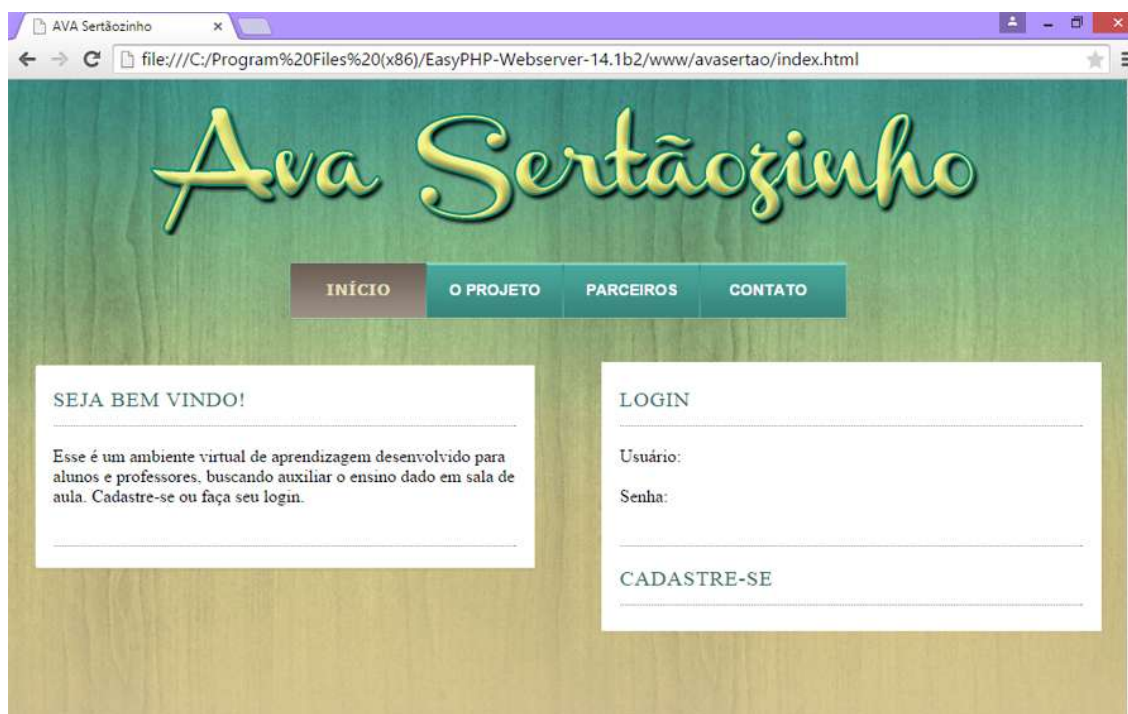 AVA Sertãozinho
file:///C:/Program%20Files%20(x86)/EasyPHP-Webserver-14.1b2/www/avasertao/index.html
Ava Sertãozinho
INÍCIO O PROJETO PARCEIROS CONTATO
SEJA BEM VINDO!
Esse é um ambiente virtual de aprendizagem desenvolvido para
alunos e professores, buscando auxiliar o ensino dado em sala de
aula. Cadastre-se ou faça seu login.
LOGIN
Usuário:
Senha:
CADASTRE-SE